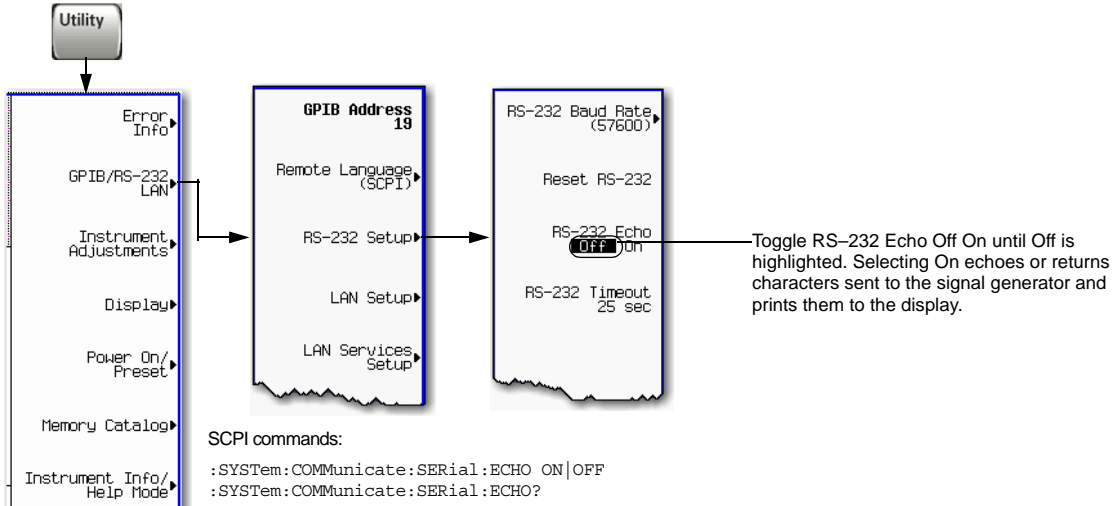 Utility
Error
Info
GPIB/RS-232
LAN
Instrument
Adjustments
Display
Power On/
Preset
Memory Catalog
Instrument Info/
Help Mode
GPIB Address
19
Remote Language
(SCPI)
RS-232 Setup
LAN Setup
LAN Services
Setup
RS-232 Baud Rate
(57600)
Reset RS-232
RS-232 Echo
Off On
RS-232 Timeout
25 sec
Toggle RS–232 Echo Off On until Off is
highlighted. Selecting On echoes or returns
characters sent to the signal generator and
prints them to the display.
SCPI commands:
:SYSTem:COMMunicate:SERial:ECHO ON|OFF
:SYSTem:COMMunicate:SERial:ECHO?